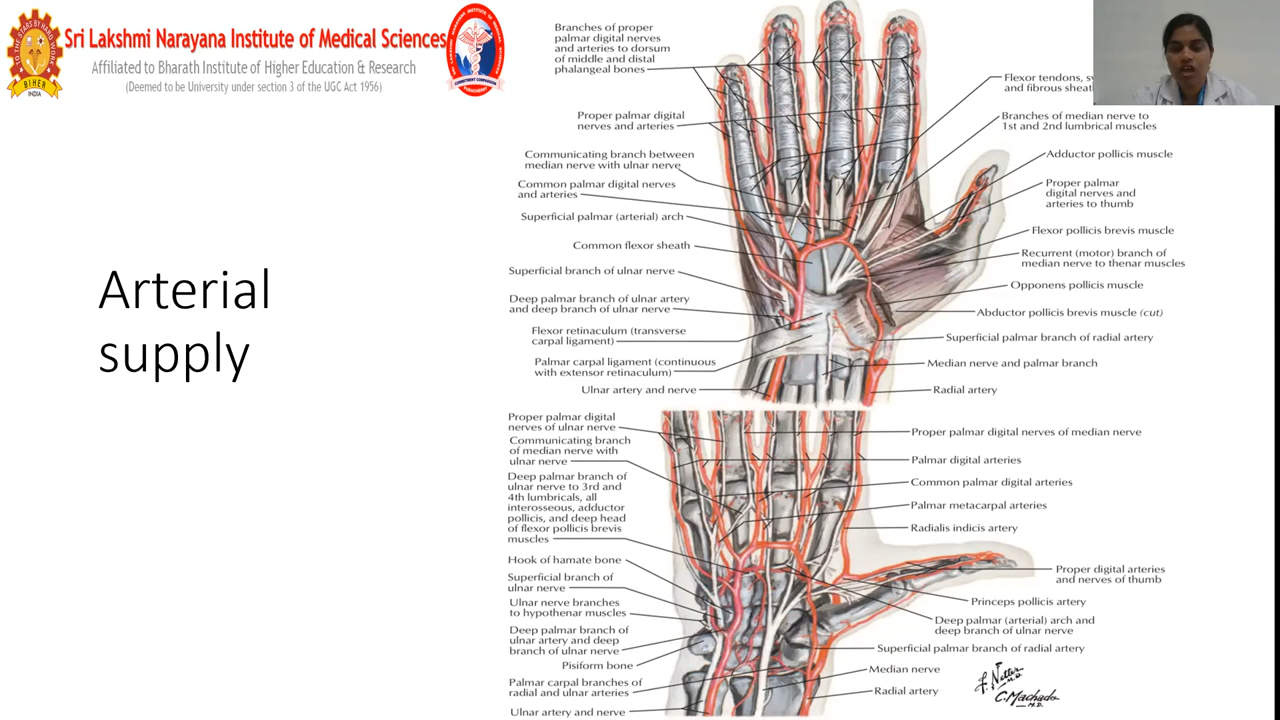 Sri Lakshmi Narayana Institute of Medical Sciences
Affiliated to Bharath Institute of Higher Education & Research
(Deemed to be University under section 3 of the UGC Act 1956)
BIHER
INDIA
Arterial
supply
Branches of proper
palmar digital nerves
and arteries to dorsum
of middle and distal
phalangeal bones
Proper palmar digital
nerves and arteries
Communicating branch between
median nerve with ulnar nerve
Common palmar digital nerves
and arteries
Superficial palmar (arterial) arch
Common flexor sheath
Superficial branch of ulnar nerve
Deep palmar branch of ulnar artery
and deep branch of ulnar nerve
Flexor retinaculum (transverse
carpal ligament)
Palmar carpal ligament (continuous
with extensor retinaculum)
Ulnar artery and nerve
Flexor tendons,
and fibrous
Branches of median nerve to
1st and 2nd lumbrical muscles
Adductor pollicis muscle
Proper palmar
digital nerves and
arteries to thumb
Flexor pollicis brevis muscle
Recurrent (motor) branch of
median nerve to thenar muscles
Opponens pollicis muscle
Abductor pollicis brevis muscle (cut)
Superficial palmar branch of radial artery
Median nerve and palmar branch
Radial artery
Proper palmar digital
nerves of ulnar nerve
Communicating branch
of median nerve with
ulnar nerve
Deep palmar branch of
ulnar nerve to 3rd and
4th lumbricals, all
interosseous, adductor
pollicis, and deep head
of flexor pollicis brevis
muscles
Hook of hamate bone
Superficial branch of
ulnar nerve
Ulnar nerve branches
to hypothenar muscles
Deep palmar branch of
ulnar artery and deep
branch of ulnar nerve
Pisiform bone
Palmar carpal branches of
radial and ulnar arteries
Ulnar artery and nerve
Proper palmar digital nerves of median nerve
Palmar digital arteries
Common palmar digital arteries
Palmar metacarpal arteries
Radialis indicis artery
Proper digital arteries
and nerves of thumb
Princeps pollicis artery
Deep palmar (arterial) arch and
deep branch of ulnar nerve
Superficial palmar branch of radial artery
Median nerve
Radial artery
F. Netter
M.D.
C. Machado
M.D.